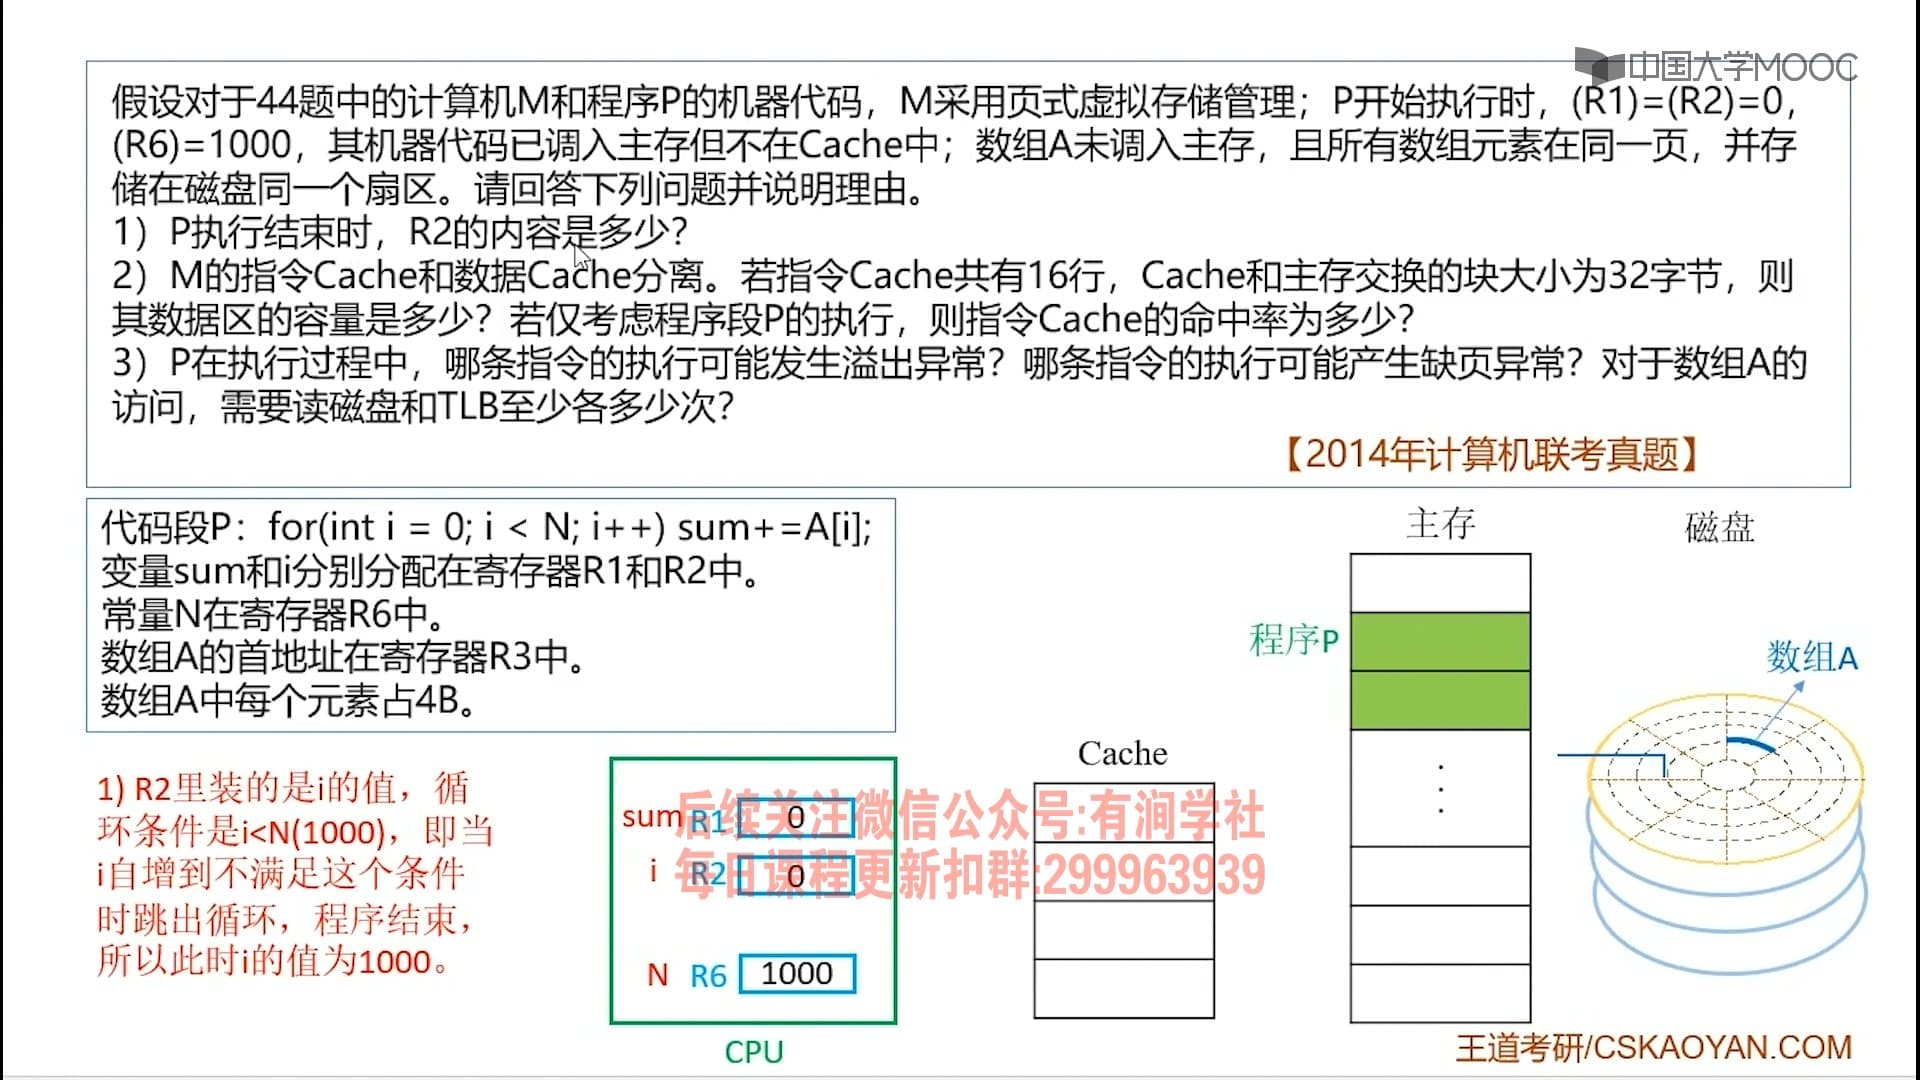 中国大学MOOC
假设对于44题中的计算机M和程序P的机器代码，M采用页式虚拟存储管理；P开始执行时，(R1)=(R2)=0，
(R6)=1000，其机器代码已调入主存但不在Cache中；数组A未调入主存，且所有数组元素在同一页，并存
储在磁盘同一个扇区。请回答下列问题并说明理由。
1）P执行结束时，R2的内容是多少？
2）M的指令Cache和数据Cache分离。若指令Cache共有16行，Cache和主存交换的块大小为32字节，则
其数据区的容量是多少？若仅考虑程序段P的执行，则指令Cache的命中率为多少？
3）P在执行过程中，哪条指令的执行可能发生溢出异常？哪条指令的执行可能产生缺页异常？对于数组A的
访问，需要读磁盘和TLB至少各多少次？
【2014年计算机联考真题】
代码段P：for(int i = 0; i < N; i++) sum+=A[i];
变量sum和i分别分配在寄存器R1和R2中。
常量N在寄存器R6中。
数组A的首地址在寄存器R3中。
数组A中每个元素占4B。
主存
磁盘
程序P
数组A
Cache
1) R2里装的是i的值，循
环条件是i<N(1000)，即当
i自增到不满足这个条件
时跳出循环，程序结束，
所以此时i的值为1000。
sum R1 0
i R2 0
N R6 1000
CPU
后续关注微信公众号:有润学社
每日课程更新扣群:299963939
王道考研/CSKAOYAN.COM